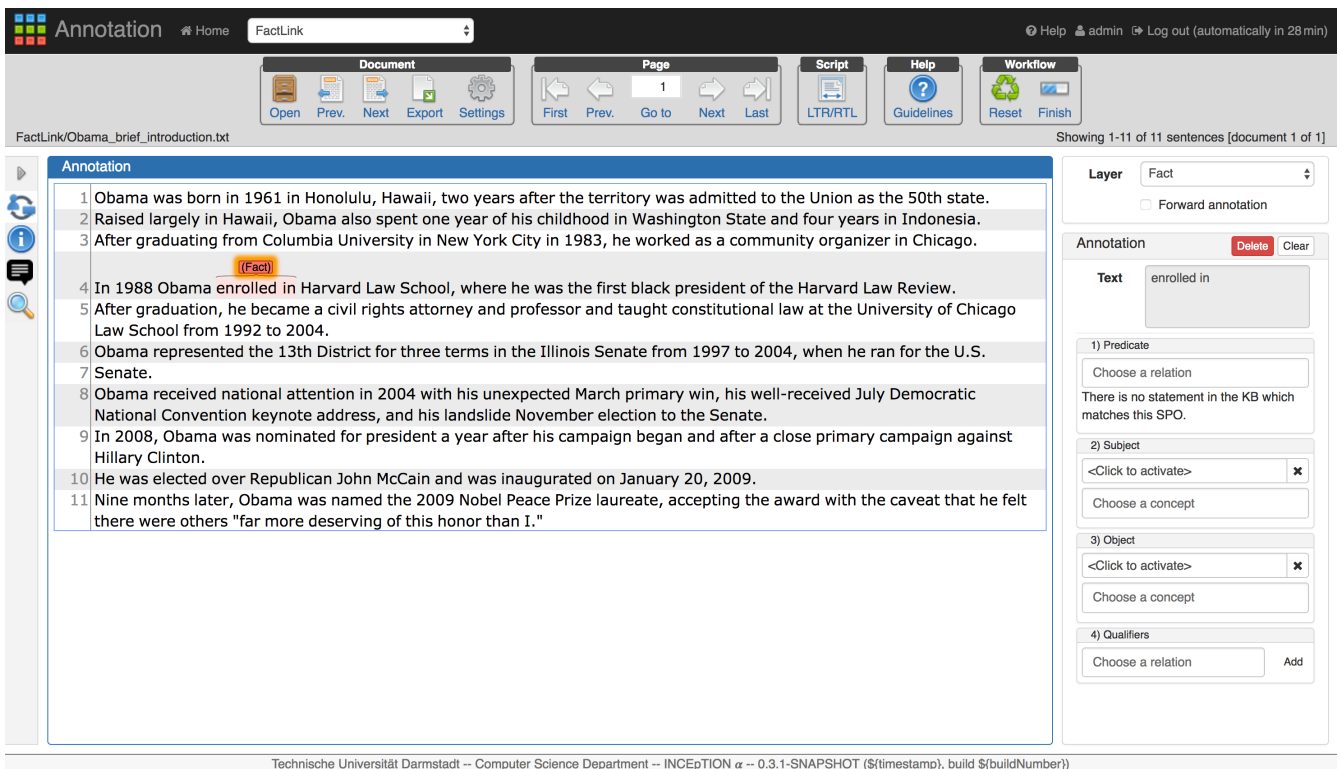 Annotation Home FactLink Help admin Log out (automatically in 28 min)
Document Page Script Help Workflow
1
Open Prev. Next Export Settings First Prev. Go to Next Last LTR/RTL Guidelines Reset Finish
FactLink/Obama_brief_introduction.txt Showing 1-11 of 11 sentences [document 1 of 1]
Annotation
1 Obama was born in 1961 in Honolulu, Hawaii, two years after the territory was admitted to the Union as the 50th state.
2 Raised largely in Hawaii, Obama also spent one year of his childhood in Washington State and four years in Indonesia.
3 After graduating from Columbia University in New York City in 1983, he worked as a community organizer in Chicago.
(Fact)
4 In 1988 Obama enrolled in Harvard Law School, where he was the first black president of the Harvard Law Review.
5 After graduation, he became a civil rights attorney and professor and taught constitutional law at the University of Chicago
Law School from 1992 to 2004.
6 Obama represented the 13th District for three terms in the Illinois Senate from 1997 to 2004, when he ran for the U.S.
7 Senate.
8 Obama received national attention in 2004 with his unexpected March primary win, his well-received July Democratic
National Convention keynote address, and his landslide November election to the Senate.
9 In 2008, Obama was nominated for president a year after his campaign began and after a close primary campaign against
Hillary Clinton.
10 He was elected over Republican John McCain and was inaugurated on January 20, 2009.
11 Nine months later, Obama was named the 2009 Nobel Peace Prize laureate, accepting the award with the caveat that he felt
there were others "far more deserving of this honor than I."
Layer Fact
Forward annotation
Annotation Delete Clear
Text enrolled in
1) Predicate
Choose a relation
There is no statement in the KB which
matches this SPO.
2) Subject
<Click to activate>
Choose a concept
3) Object
<Click to activate>
Choose a concept
4) Qualifiers
Choose a relation Add
Technische Universität Darmstadt -- Computer Science Department -- INCEpTION α -- 0.3.1-SNAPSHOT (${timestamp}, build ${buildNumber})